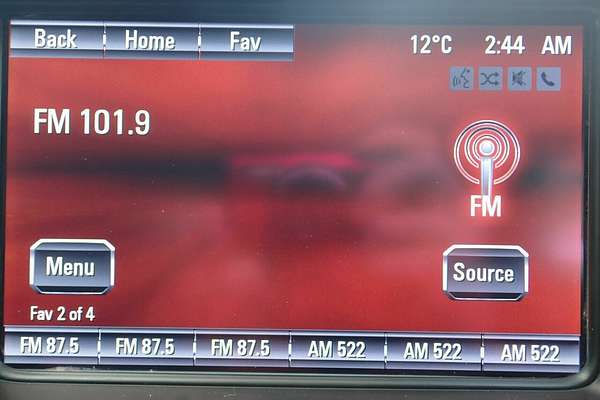 Back Home Fav 12°C 2:44 AM
FM 101.9
FM
Menu Source
Fav 2 of 4
FM 87.5 FM 87.5 FM 87.5 AM 522 AM 522 AM 522